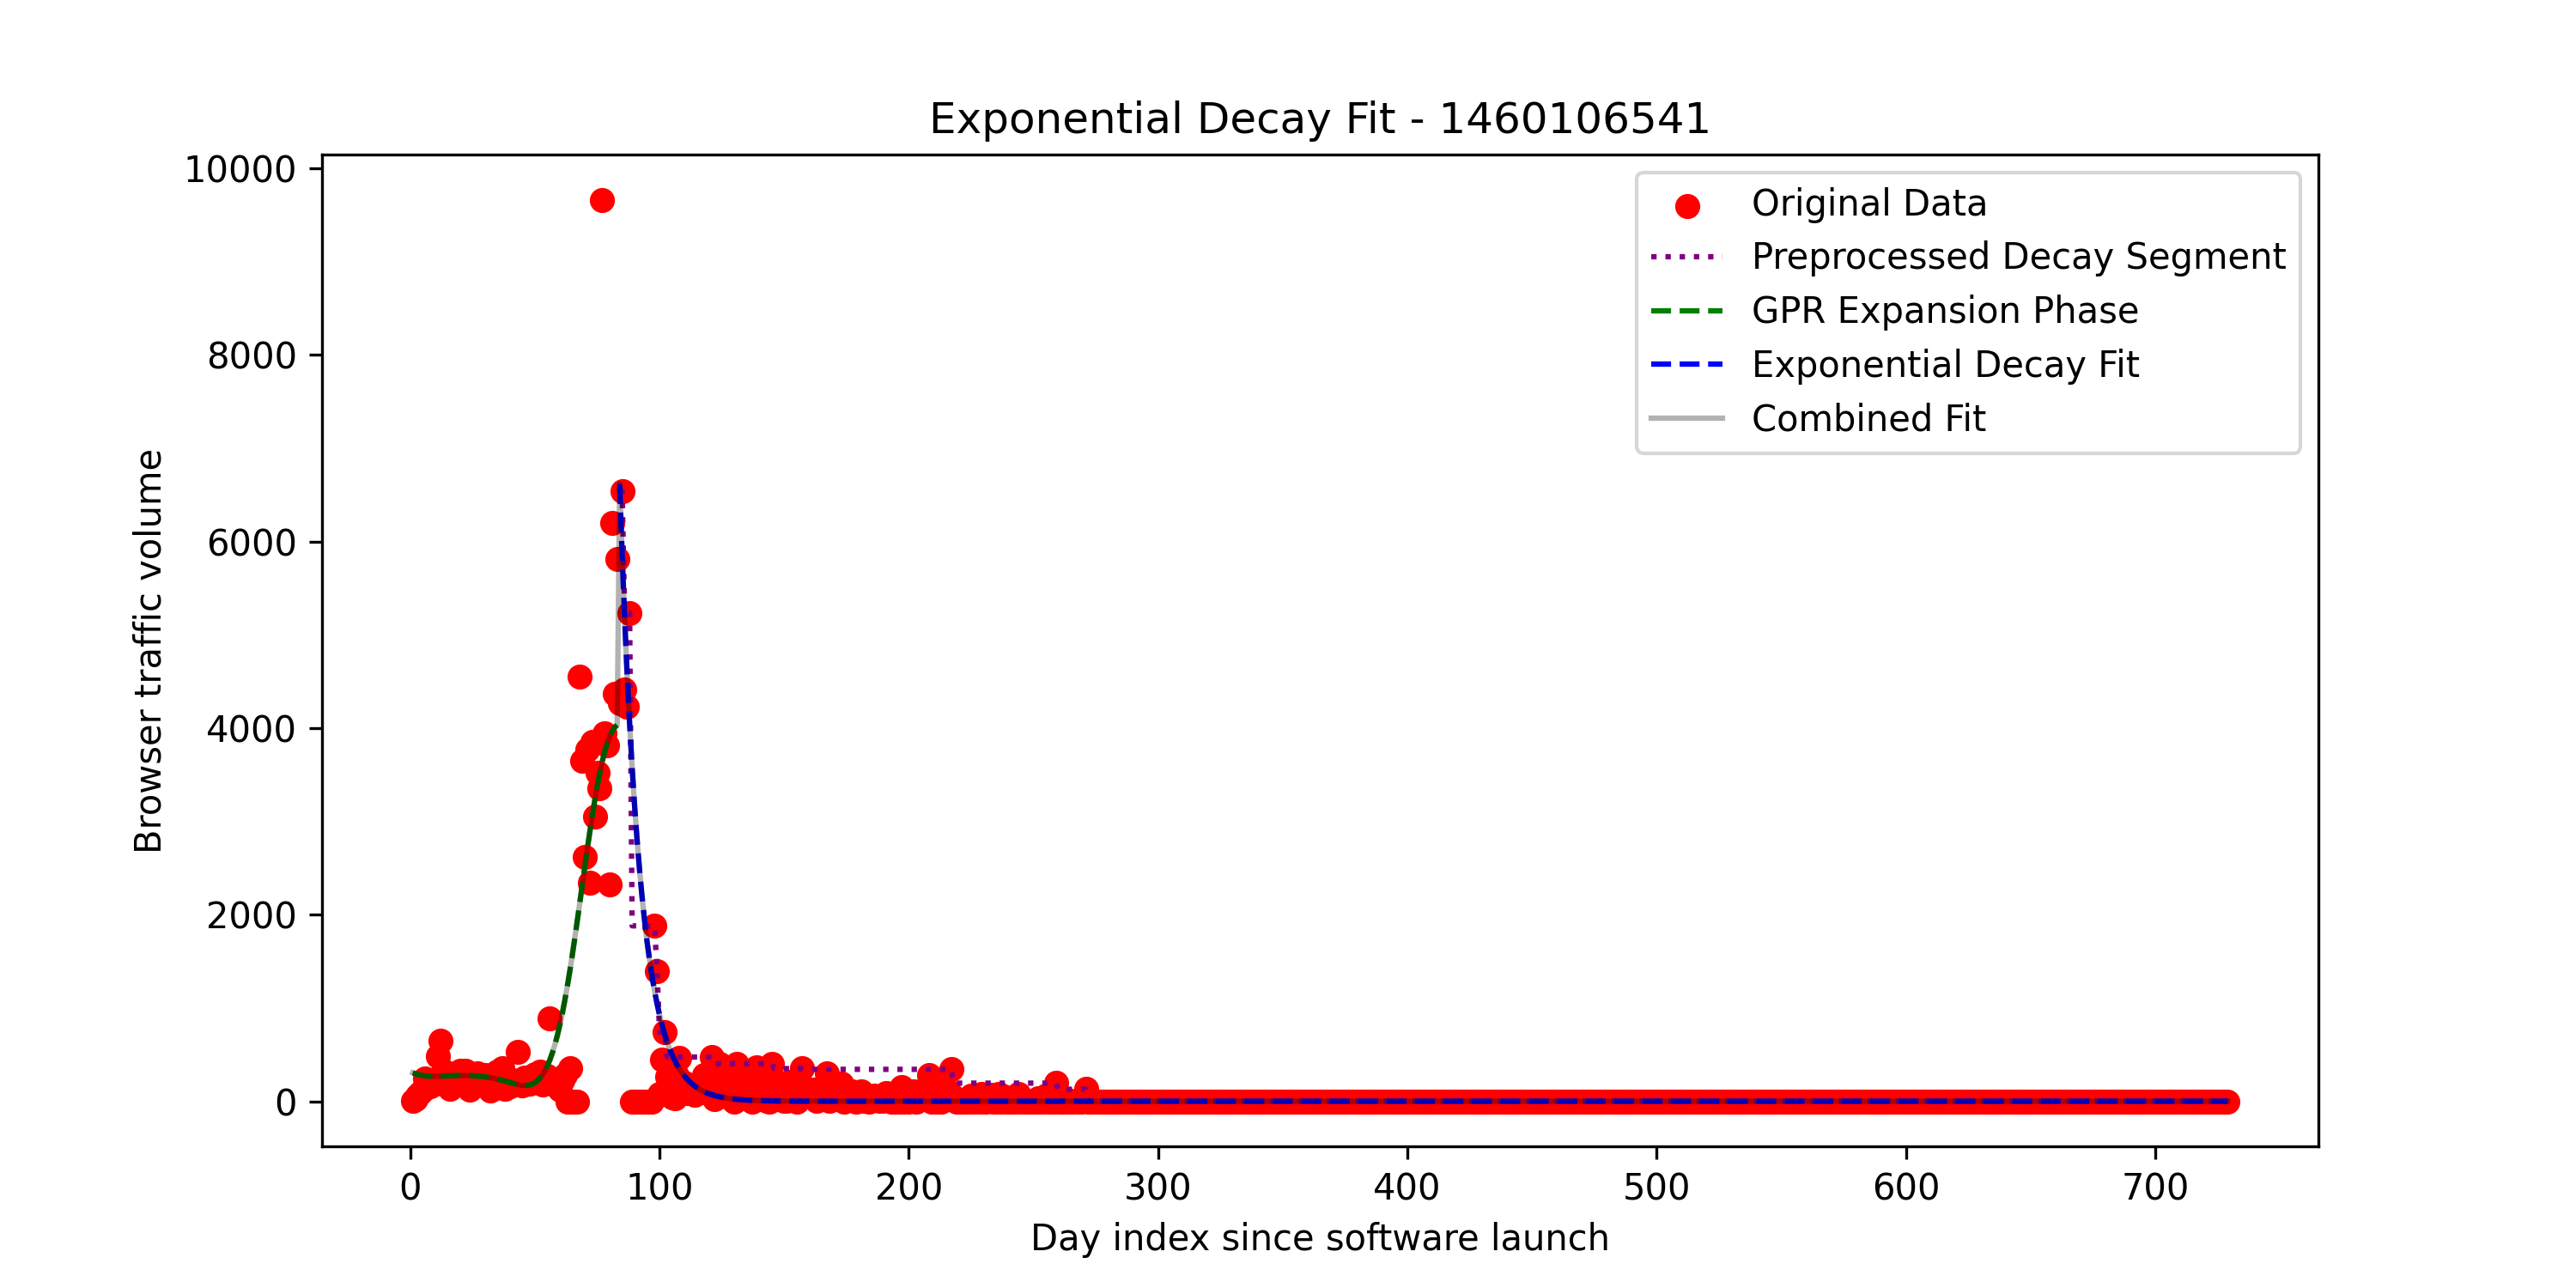 Exponential Decay Fit - 1460106541
Original Data
Preprocessed Decay Segment
GPR Expansion Phase
Exponential Decay Fit
Combined Fit
Browser traffic volume
10000
8000
6000
4000
2000
0
0 100 200 300 400 500 600 700
Day index since software launch